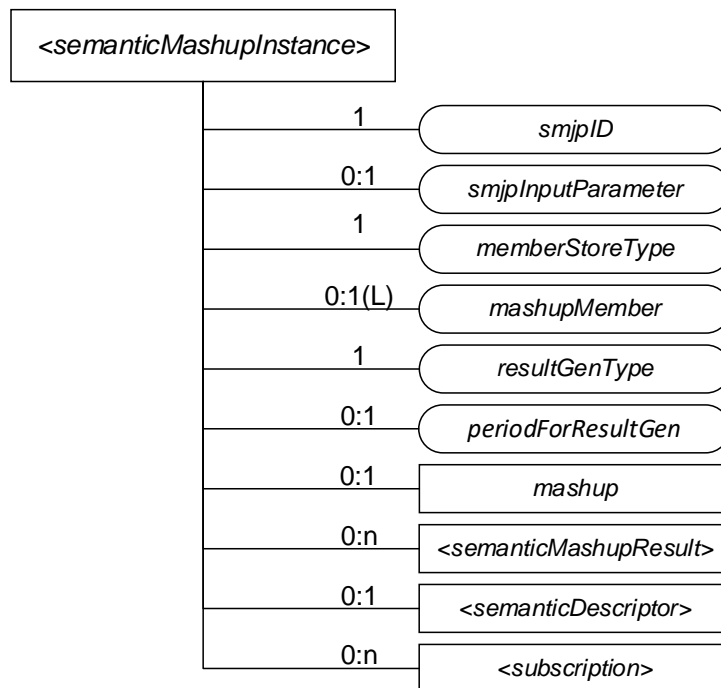 <semanticMashupInstance>
1
smjpID
0:1
smjpInputParameter
1
memberStoreType
0:1(L)
mashupMember
1
resultGenType
0:1
periodForResultGen
0:1
mashup
0:n
<semanticMashupResult>
0:1
<semanticDescriptor>
0:n
<subscription>